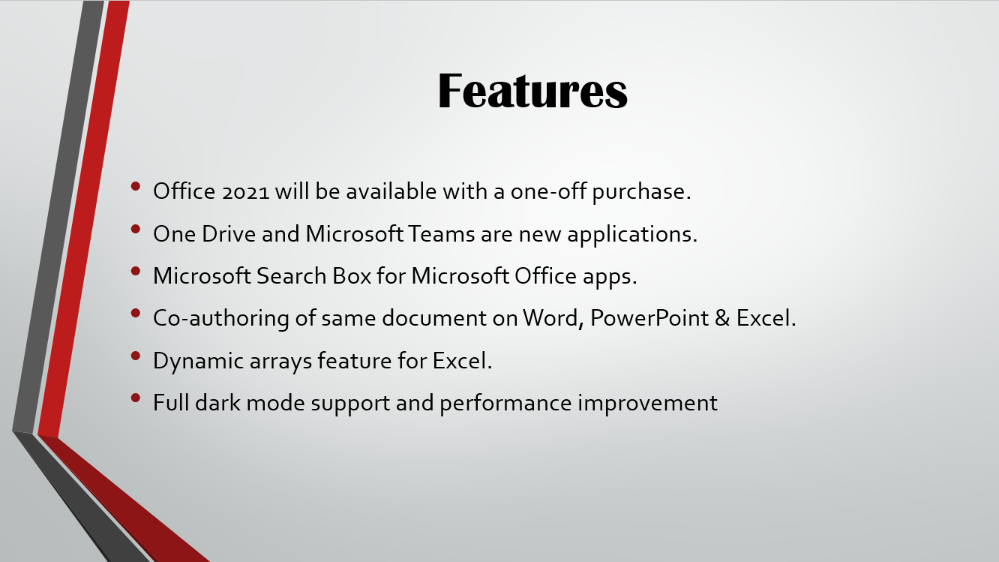 Features
• Office 2021 will be available with a one-off purchase.
• One Drive and Microsoft Teams are new applications.
• Microsoft Search Box for Microsoft Office apps.
• Co-authoring of same document on Word, PowerPoint & Excel.
• Dynamic arrays feature for Excel.
• Full dark mode support and performance improvement